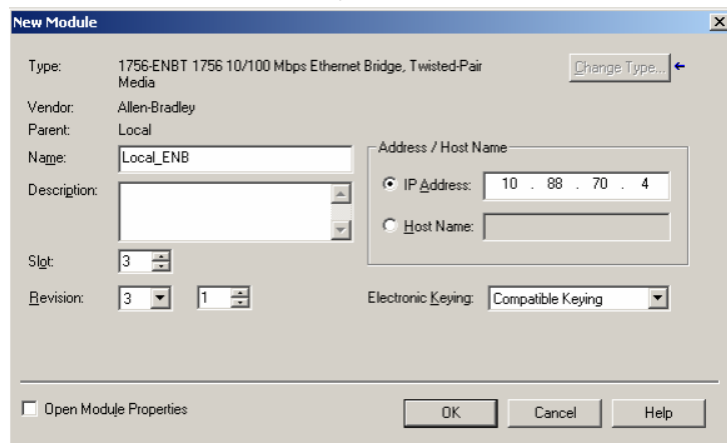 New Module
Type: 1756-ENBT 1756 10/100 Mbps Ethernet Bridge, Twisted-Pair
Media
Change Type...
Vendor: Allen-Bradley
Parent: Local
Name: Local_ENB
Address / Host Name
IP Address: 10 . 88 . 70 . 4
Description:
Host Name:
Slot: 3
Revision: 3 1
Electronic Keying: Compatible Keying
Open Module Properties
OK Cancel Help